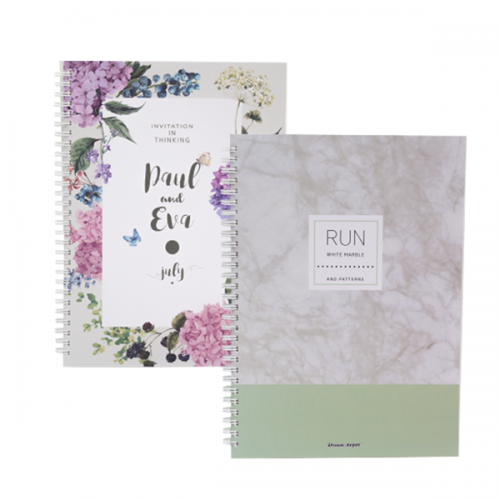 INVITATION
IN
THINKING
Paul
and
Eva
july
RUN
WHITE MARBLE
AND PATTERNS